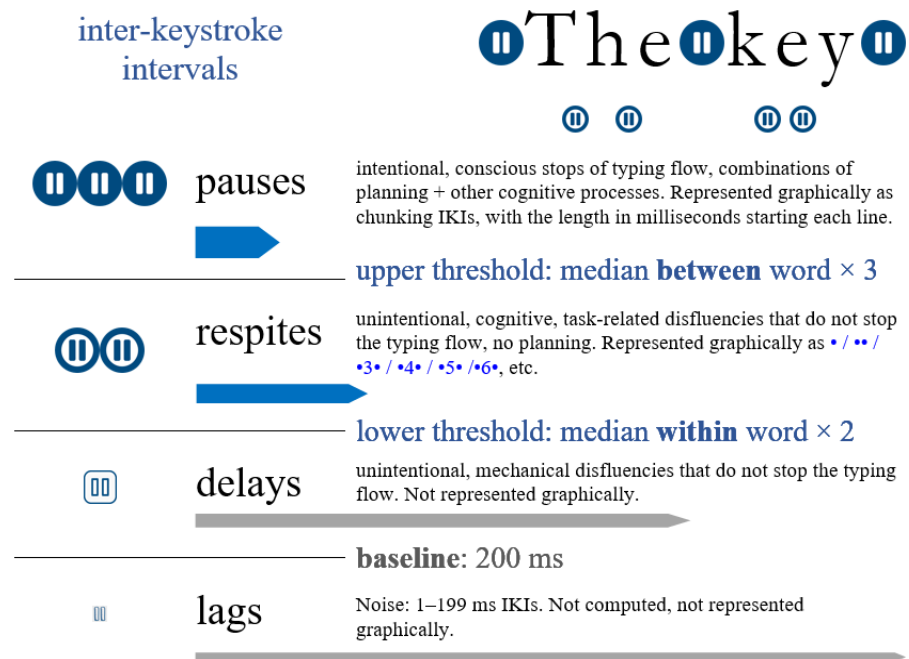 inter-keystroke
intervals
The key
pauses
intentional, conscious stops of typing flow, combinations of
planning + other cognitive processes. Represented graphically as
chunking IKIs, with the length in milliseconds starting each line.
upper threshold: median between word × 3
respites
unintentional, cognitive, task-related disfluencies that do not stop
the typing flow, no planning. Represented graphically as • / •• /
•3• / •4• / •5• /•6•, etc.
lower threshold: median within word × 2
delays
unintentional, mechanical disfluencies that do not stop the typing
flow. Not represented graphically.
baseline: 200 ms
lags
Noise: 1–199 ms IKIs. Not computed, not represented
graphically.